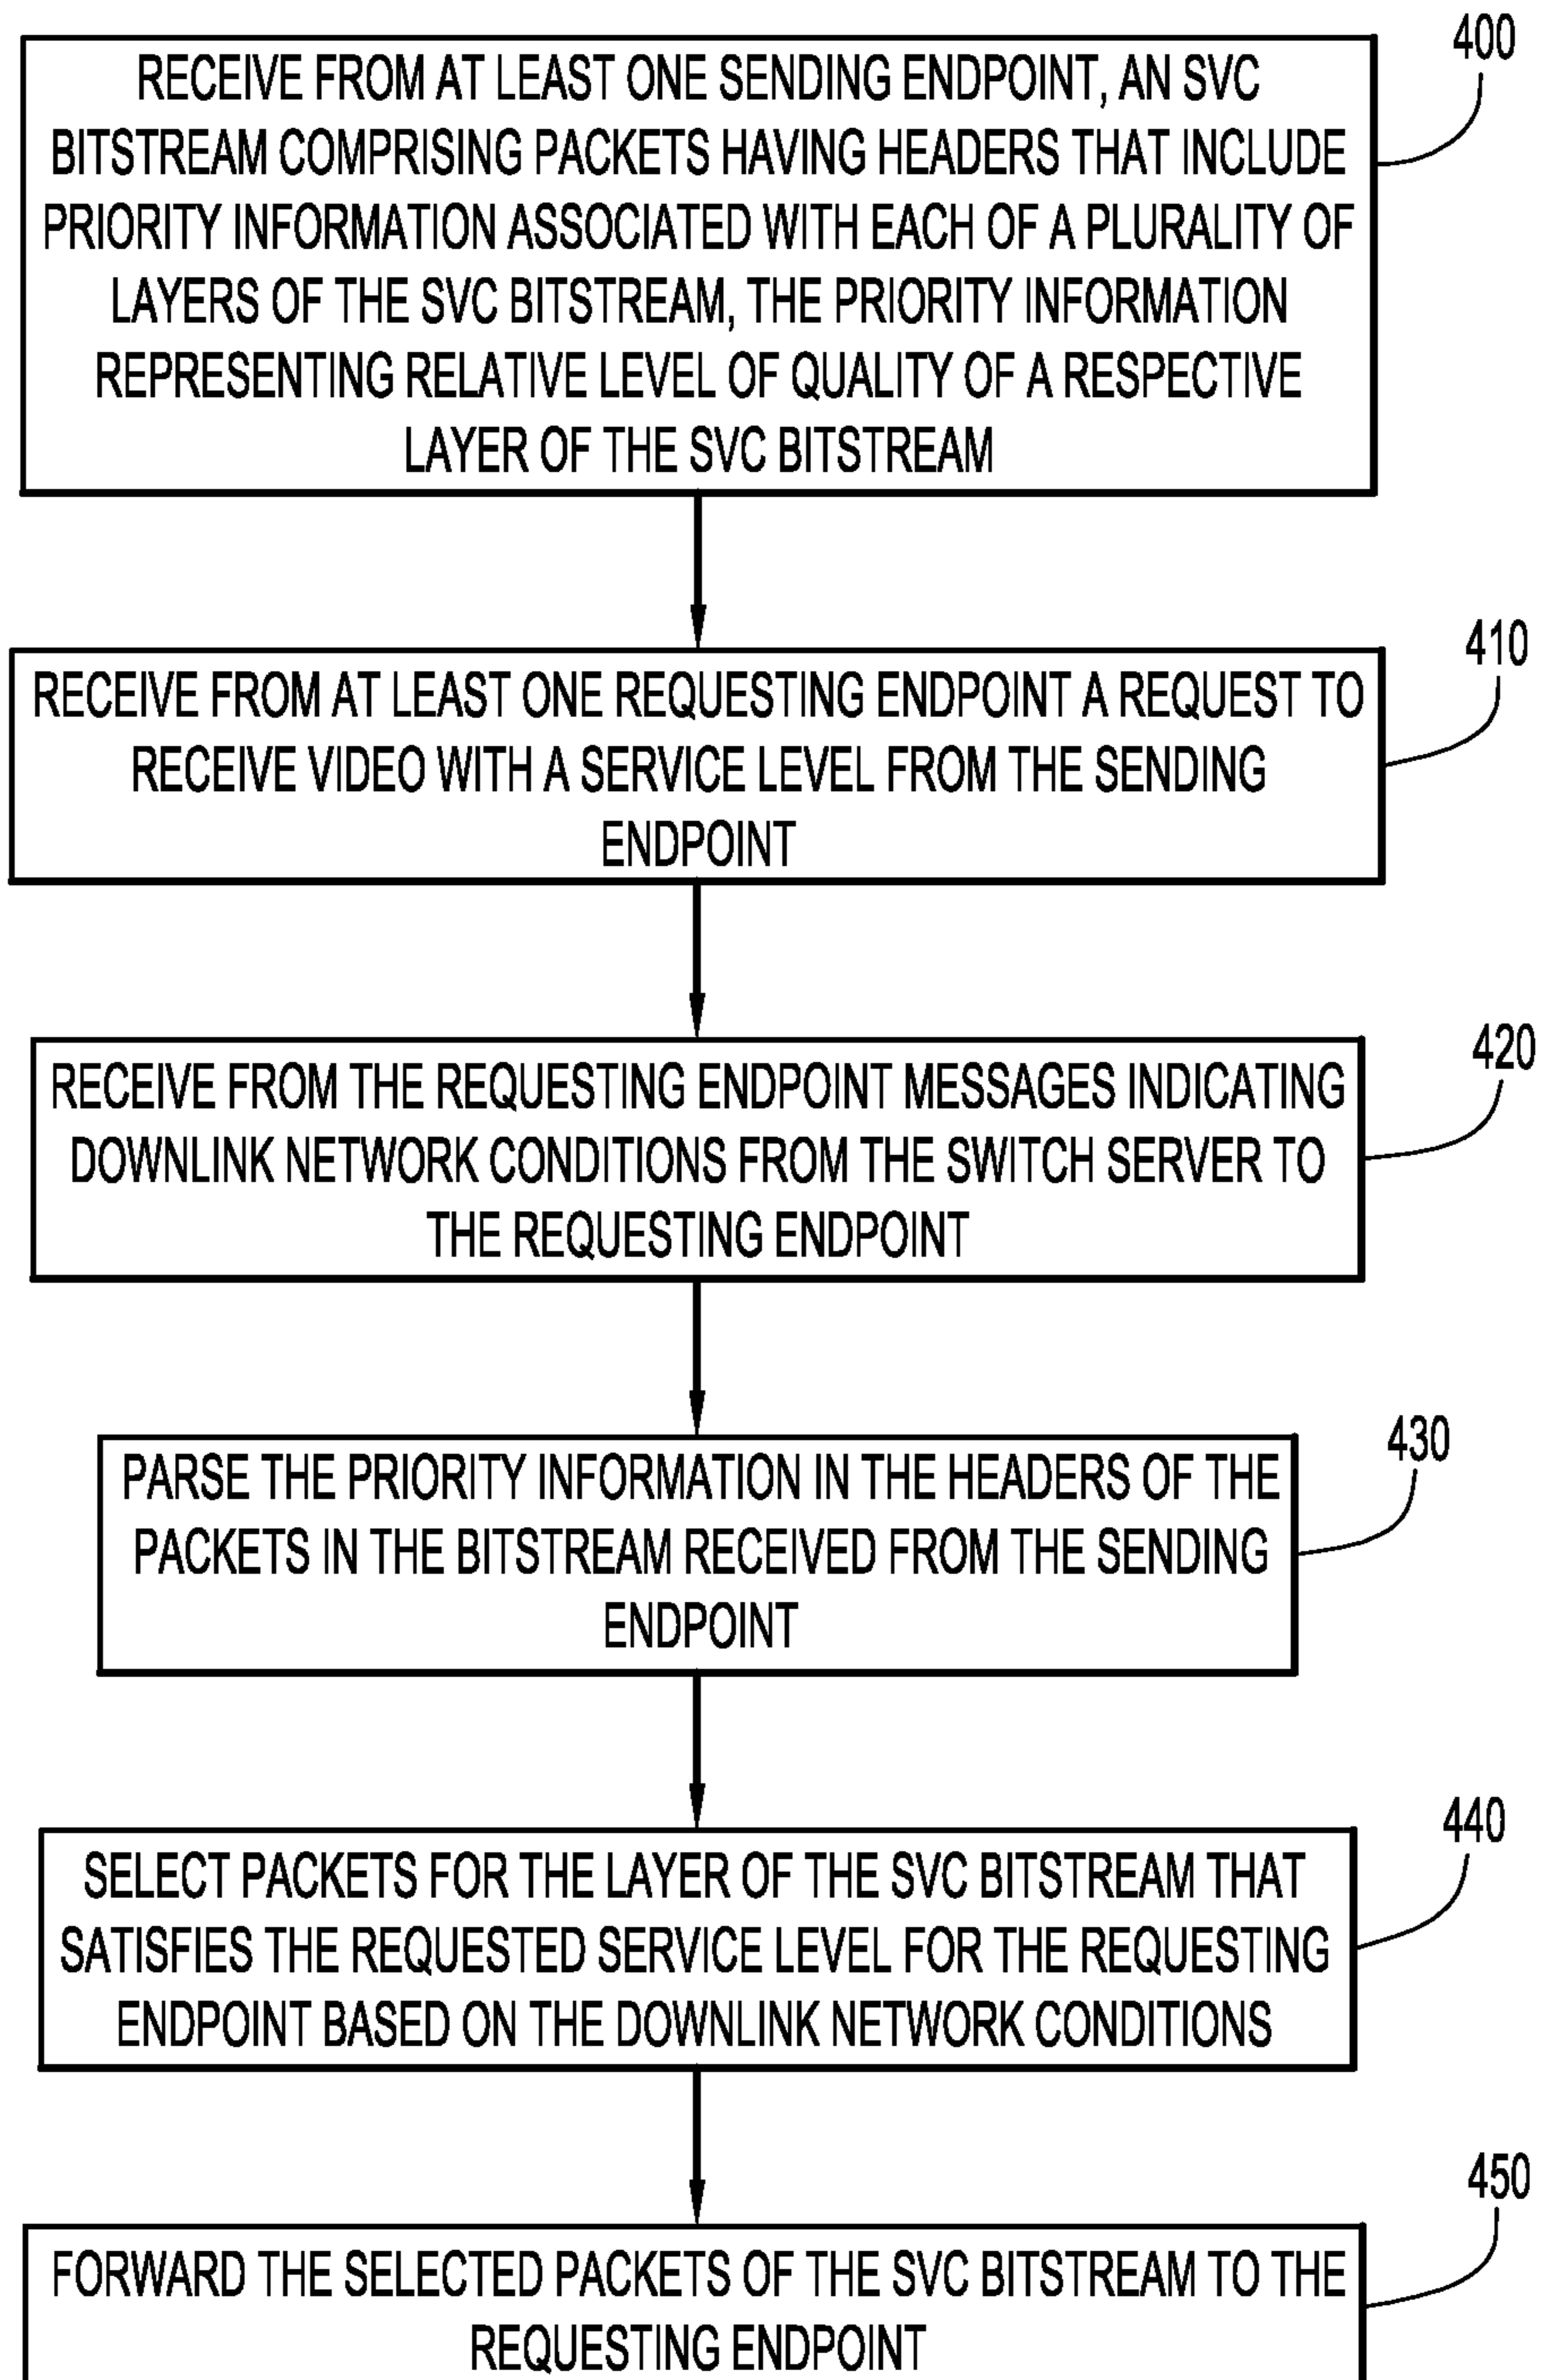 400
RECEIVE FROM AT LEAST ONE SENDING ENDPOINT, AN SVC
BITSTREAM COMPRISING PACKETS HAVING HEADERS THAT INCLUDE
PRIORITY INFORMATION ASSOCIATED WITH EACH OF A PLURALITY OF
LAYERS OF THE SVC BITSTREAM, THE PRIORITY INFORMATION
REPRESENTING RELATIVE LEVEL OF QUALITY OF A RESPECTIVE
LAYER OF THE SVC BITSTREAM
410
RECEIVE FROM AT LEAST ONE REQUESTING ENDPOINT A REQUEST TO
RECEIVE VIDEO WITH A SERVICE LEVEL FROM THE SENDING
ENDPOINT
420
RECEIVE FROM THE REQUESTING ENDPOINT MESSAGES INDICATING
DOWNLINK NETWORK CONDITIONS FROM THE SWITCH SERVER TO
THE REQUESTING ENDPOINT
430
PARSE THE PRIORITY INFORMATION IN THE HEADERS OF THE
PACKETS IN THE BITSTREAM RECEIVED FROM THE SENDING
ENDPOINT
440
SELECT PACKETS FOR THE LAYER OF THE SVC BITSTREAM THAT
SATISFIES THE REQUESTED SERVICE LEVEL FOR THE REQUESTING
ENDPOINT BASED ON THE DOWNLINK NETWORK CONDITIONS
450
FORWARD THE SELECTED PACKETS OF THE SVC BITSTREAM TO THE
REQUESTING ENDPOINT